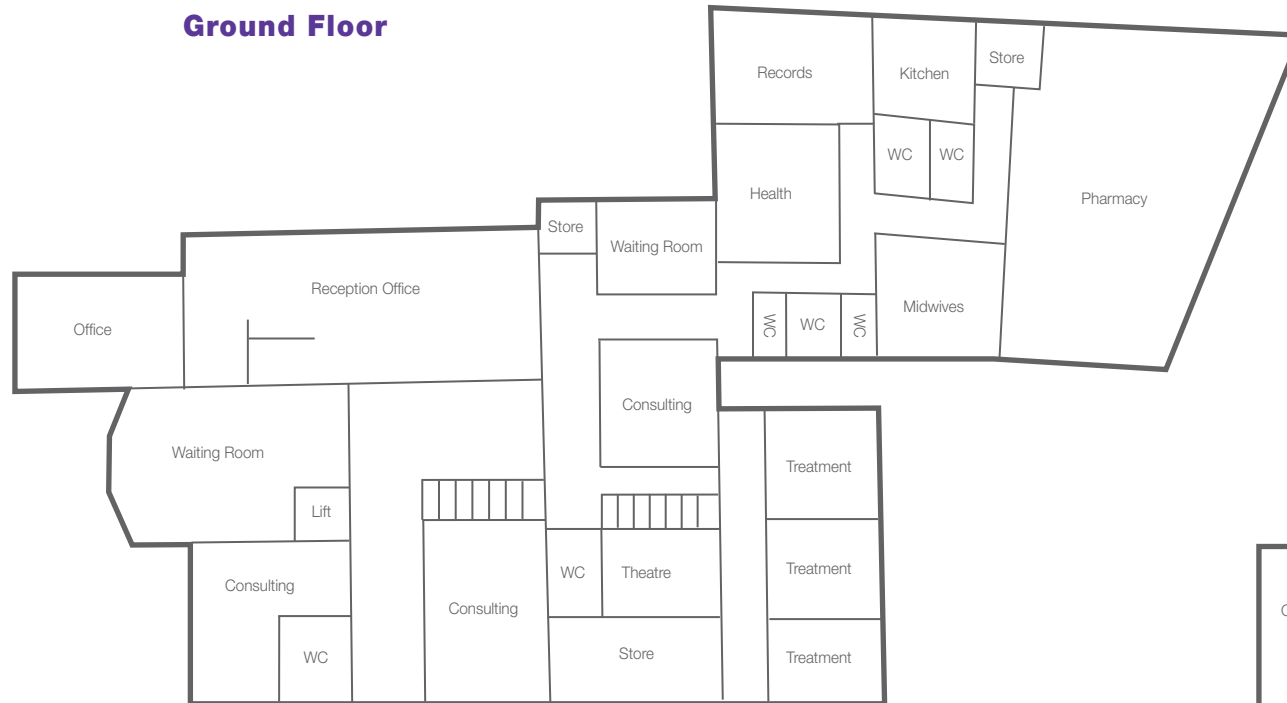 Ground Floor
Records
Kitchen
Store
WC
WC
Health
Pharmacy
Store
Waiting Room
Reception Office
Office
Midwives
WC
WC
WC
Consulting
Waiting Room
Treatment
Lift
WC
Theatre
Treatment
Consulting
Consulting
Store
WC
Treatment